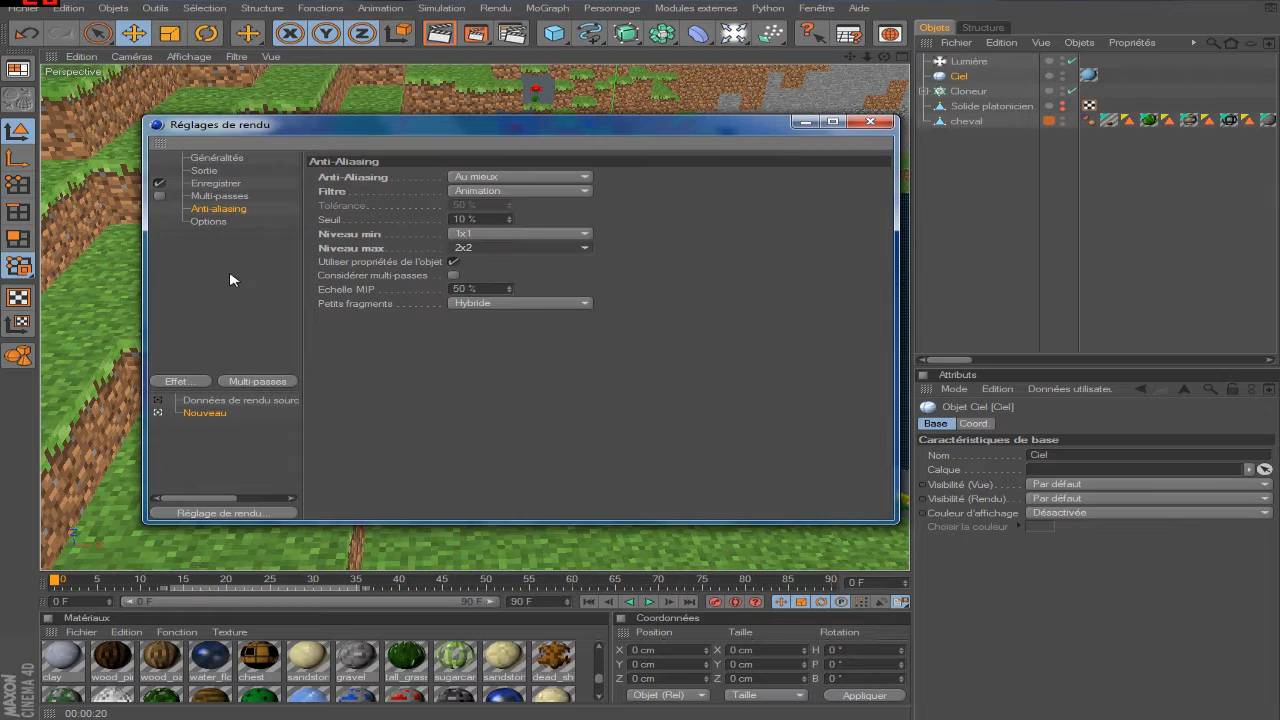 Fichier Edition Objets Outils Sélection Structure Fonctions Animation Simulation Rendu MoGraph Personnage Modules externes Python Fenêtre Aide
Objets Structure
Edition Caméras Affichage Filtre Vue
Perspective
Fichier Edition Vue Objets Propriétés
Lumière
Ciel
Cloneur
Solide platonicien
cheval
Réglages de rendu
Généralités
Sortie
Enregistrer
Multi-passes
Anti-aliasing
Options
Effet... Multi-passes
Données de rendu sourc
Nouveau
Réglage de rendu...
Anti-Aliasing
Anti-Aliasing Au mieux
Filtre Animation
Tolérance 50 %
Seuil 10 %
Niveau min 1x1
Niveau max 2x2
Utiliser propriétés de l'objet
Considérer multi-passes
Echelle MIP 50 %
Petits fragments Hybride
Attributs
Mode Edition Données utilisateu
Objet Ciel [Ciel]
Base Coord.
Caractéristiques de base
Nom Ciel
Calque
Visibilité (Vue) Par défaut
Visibilité (Rendu) Par défaut
Couleur d'affichage Désactivée
Choisir la couleur
0 5 10 15 20 25 30 35 40 45 50 55 60 65 70 75 80 85 90 0 F
0 F 0 F 90 F 90 F
Matériaux
Fichier Edition Fonction Texture
clay wood_pi wood_oa water_flo chest sandstor gravel tall_grass sugarcar sandstor dead_sh
Coordonnées
Position Taille Rotation
X 0 cm X 0 cm H 0 °
Y 0 cm Y 0 cm P 0 °
Z 0 cm Z 0 cm B 0 °
Objet (Rel) Taille Appliquer
MAXON
CINEMA 4D
00:00:20